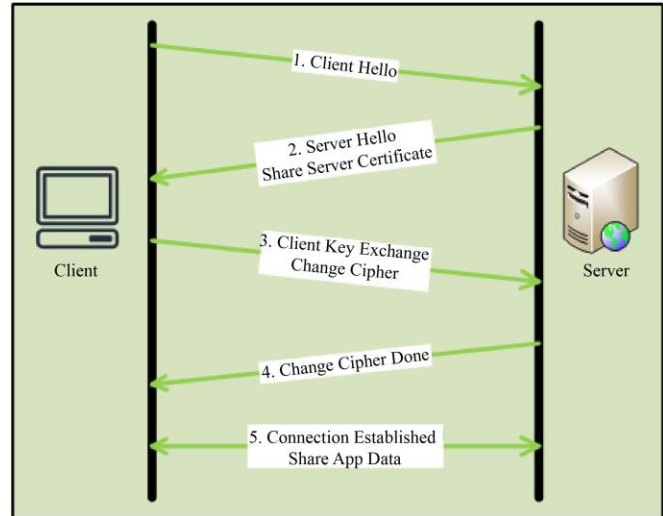 1. Client Hello
2. Server Hello
Share Server Certificate
3. Client Key Exchange
Change Cipher
Client
Server
4. Change Cipher Done
5. Connection Established
Share App Data